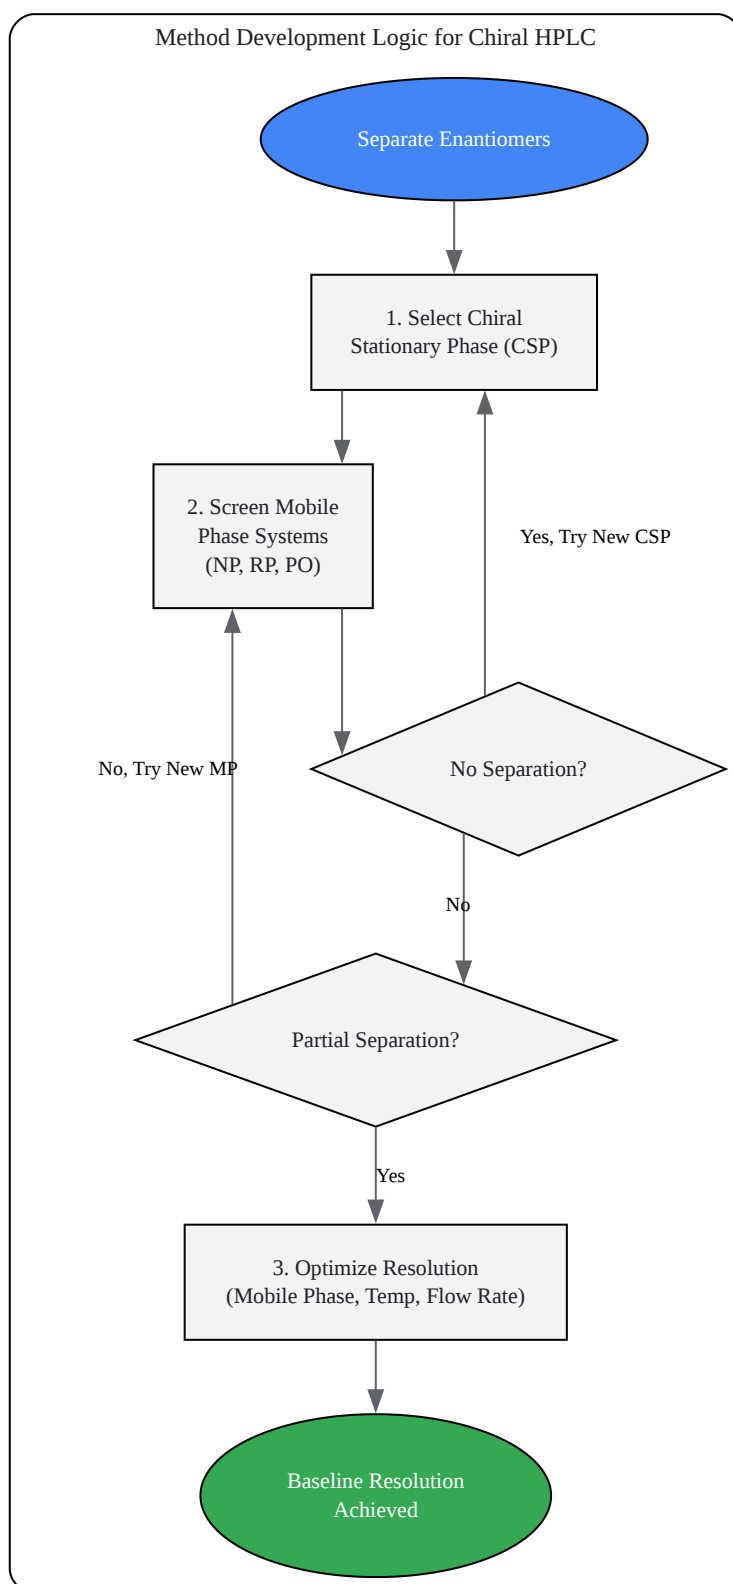 Method Development Logic for Chiral HPLC
Separate Enantiomers
1. Select Chiral
Stationary Phase (CSP)
2. Screen Mobile
Phase Systems
(NP, RP, PO)
Yes, Try New CSP
No Separation?
No, Try New MP
No
Partial Separation?
Yes
3. Optimize Resolution
(Mobile Phase, Temp, Flow Rate)
Baseline Resolution
Achieved